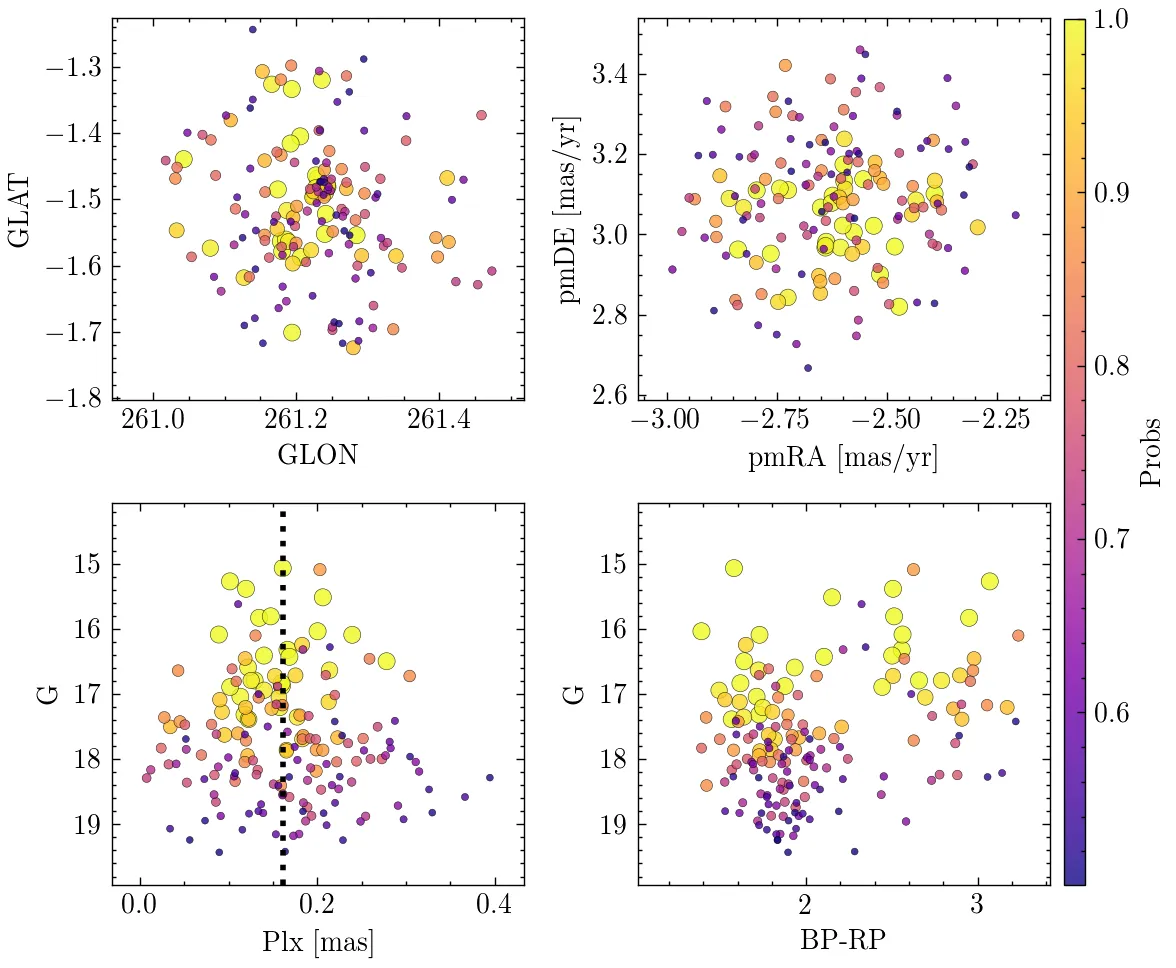 −1.3
−1.4
−1.5
−1.6
−1.7
−1.8
GLAT
261.0 261.2 261.4
GLON
3.4
3.2
3.0
2.8
2.6
pmDE [mas/yr]
−3.00 −2.75 −2.50 −2.25
pmRA [mas/yr]
1.0
0.9
0.8
0.7
0.6
Probs
15
16
17
18
19
G
0.0 0.2 0.4
Plx [mas]
15
16
17
18
19
G
2 3
BP-RP